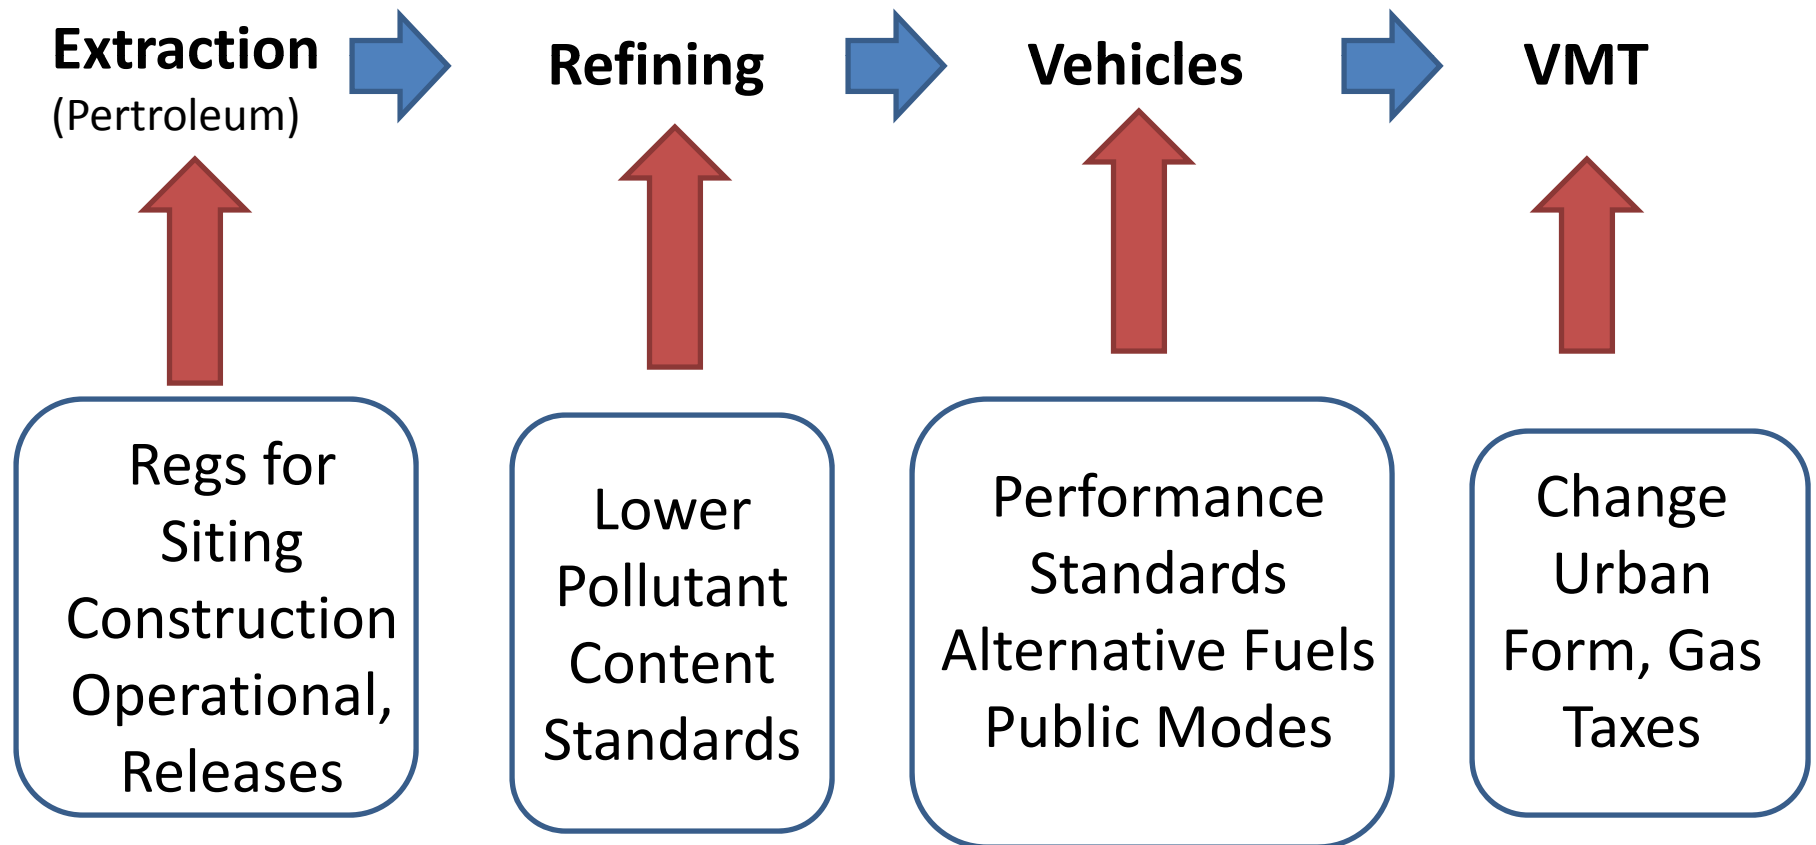 Extraction
(Pertroleum)
Refining
Vehicles
VMT
Regs for
Siting
Construction
Operational,
Releases
Lower
Pollutant
Content
Standards
Performance
Standards
Alternative Fuels
Public Modes
Change
Urban
Form, Gas
Taxes